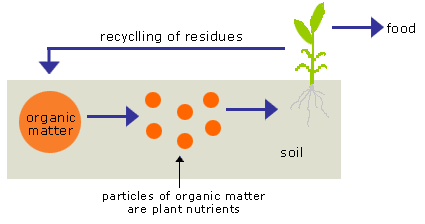 recyclling of residues
food
organic
matter
soil
particles of organic matter
are plant nutrients